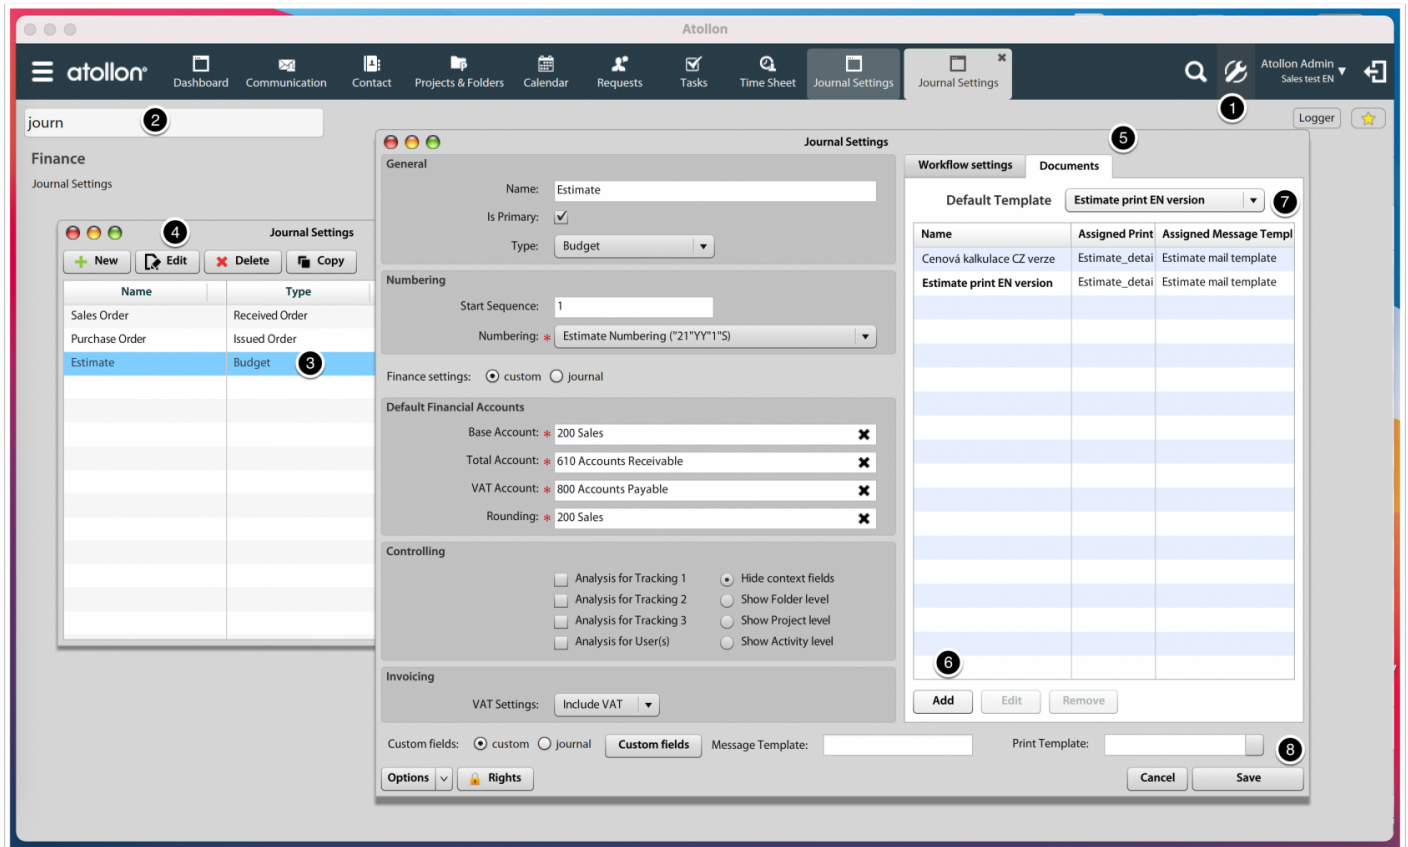 Atollon
atollon
Dashboard
Communication
Contact
Projects & Folders
Calendar
Requests
Tasks
Time Sheet
Journal Settings
Journal Settings
Atollon Admin
Sales test EN
1
journ
2
Logger
Finance
Journal Settings
4
Journal Settings
New
Edit
Delete
Copy
Name
Type
Sales Order
Received Order
Purchase Order
Issued Order
Estimate
Budget
3
Journal Settings
5
General
Name:
Estimate
Is Primary:
Type:
Budget
Numbering
Start Sequence:
1
Numbering: *
Estimate Numbering ("21"YY"1"S)
Finance settings:
custom
journal
Default Financial Accounts
Base Account: *
200 Sales
Total Account: *
610 Accounts Receivable
VAT Account: *
800 Accounts Payable
Rounding: *
200 Sales
Controlling
Analysis for Tracking 1
Hide context fields
Analysis for Tracking 2
Show Folder level
Analysis for Tracking 3
Show Project level
Analysis for User(s)
Show Activity level
Invoicing
VAT Settings:
Include VAT
Workflow settings
Documents
Default Template
Estimate print EN version
7
Name
Assigned Print
Assigned Message Templ
Cenová kalkulace CZ verze
Estimate_detai
Estimate mail template
Estimate print EN version
Estimate_detai
Estimate mail template
6
Add
Edit
Remove
Custom fields:
custom
journal
Custom fields
Message Template:
Print Template:
8
Options
Rights
Cancel
Save